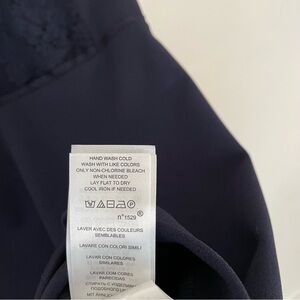 HAND WASH COLD
WASH WITH LIKE COLORS
ONLY NON-CHLORINE BLEACH
WHEN NEEDED
LAY FLAT TO DRY
COOL IRON IF NEEDED
n°1529 ®
LAVER AVEC DES COULEURS
SEMBLABLES
LAVARE CON COLORI SIMILI
LAVAR CON COLORES
SIMILARES
LAVAR COM CORES
PARECIDAS
СТИРАТЬ С ИЗДЕЛИЯМИ